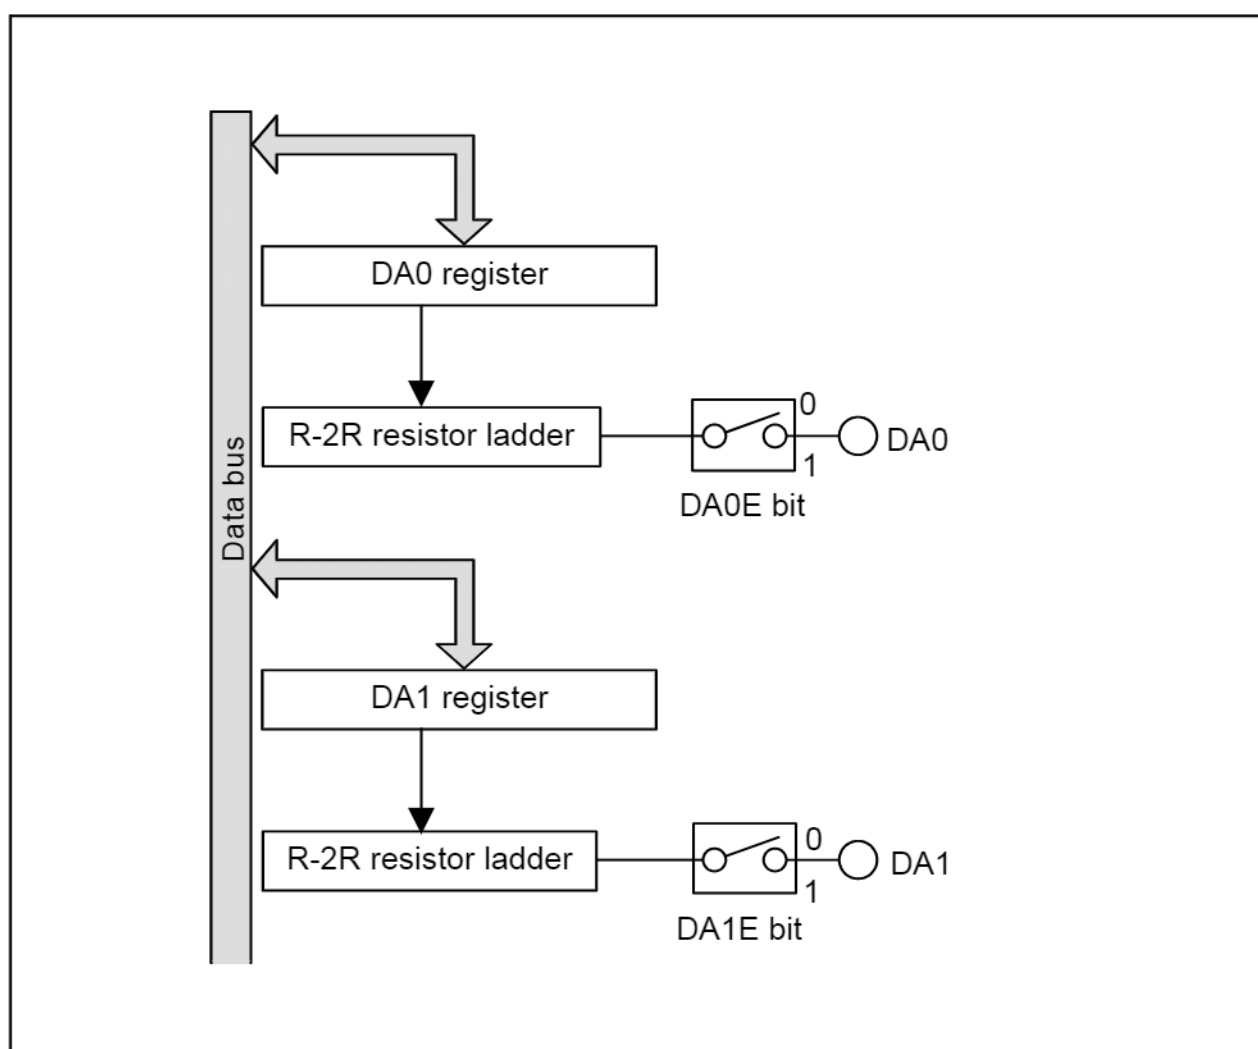 Data bus
DA0 register
R-2R resistor ladder
0
1
DA0
DA0E bit
DA1 register
R-2R resistor ladder
0
1
DA1
DA1E bit